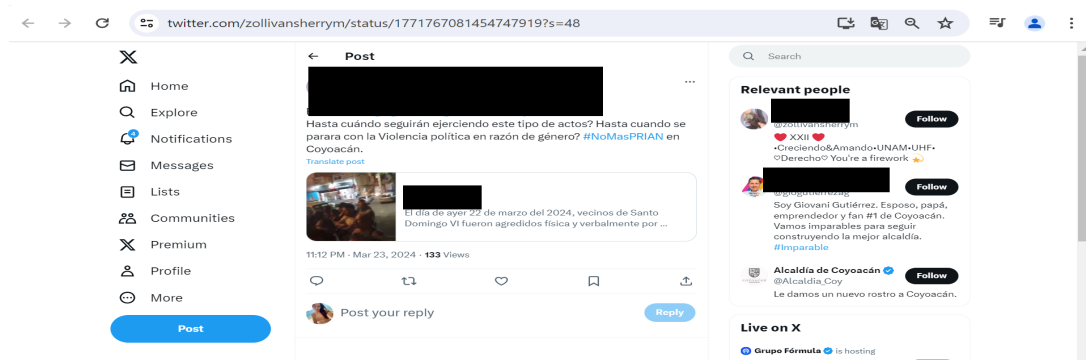 twitter.com/zollivansherrym/status/1771767081454747919?s=48
Home
Explore
4
Notifications
Messages
Lists
Communities
Premium
Profile
More
Post
Post
Hasta cuándo seguirán ejerciendo este tipo de actos? Hasta cuando se
parara con la Violencia política en razón de género? #NoMasPRIAN en
Coyoacán.
Translate post
El día de ayer 22 de marzo del 2024, vecinos de Santo
Domingo VI fueron agredidos física y verbalmente por ...
11:12 PM · Mar 23, 2024 · 133 Views
Post your reply
Reply
Search
Relevant people
@zollivansherrym
Follow
❤️ XXII ❤️
•Creciendo&Amando•UNAM•UHF•
♡Derecho♡ You're a firework 💫
@giogutierrezag
Follow
Soy Giovani Gutiérrez. Esposo, papá,
emprendedor y fan #1 de Coyoacán.
Vamos imparables para seguir
construyendo la mejor alcaldía.
#Imparable
Alcaldía de Coyoacán
@Alcaldia_Coy
Follow
Le damos un nuevo rostro a Coyoacán.
Live on X
Grupo Fórmula is hosting